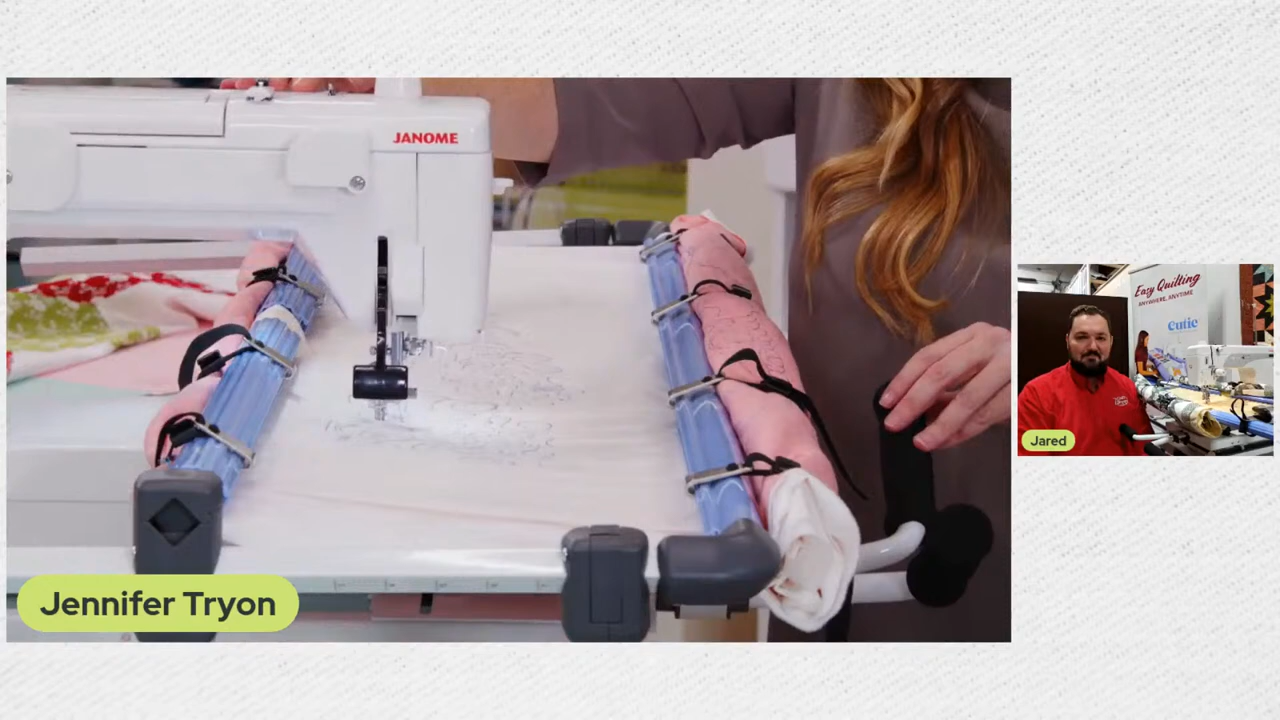 JANOME
Jennifer Tryon
Easy Quilting
ANYWHERE, ANYTIME
Cutie
Jared